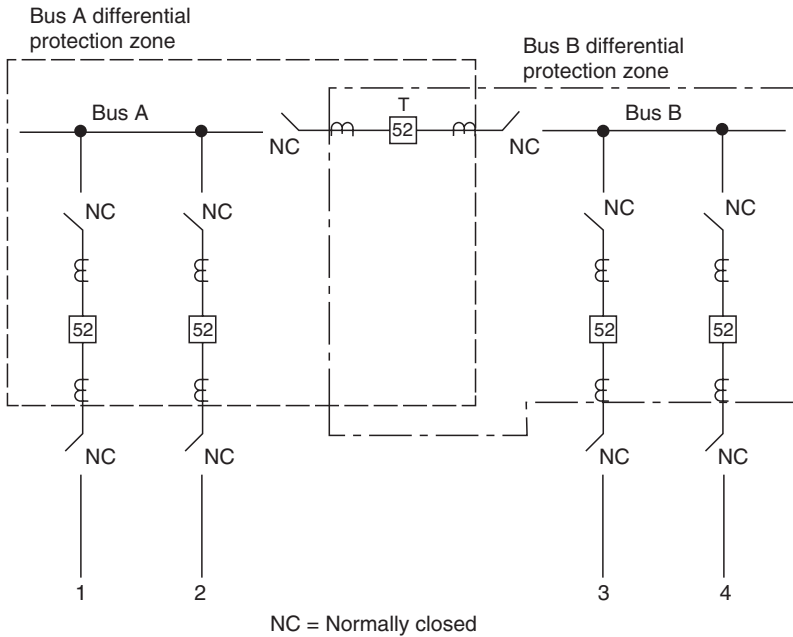 Bus A differential
protection zone
Bus B differential
protection zone
Bus A
T
52
Bus B
NC
NC
NC
NC
NC
NC
52
52
52
52
NC
NC
NC
NC
1
2
3
4
NC = Normally closed